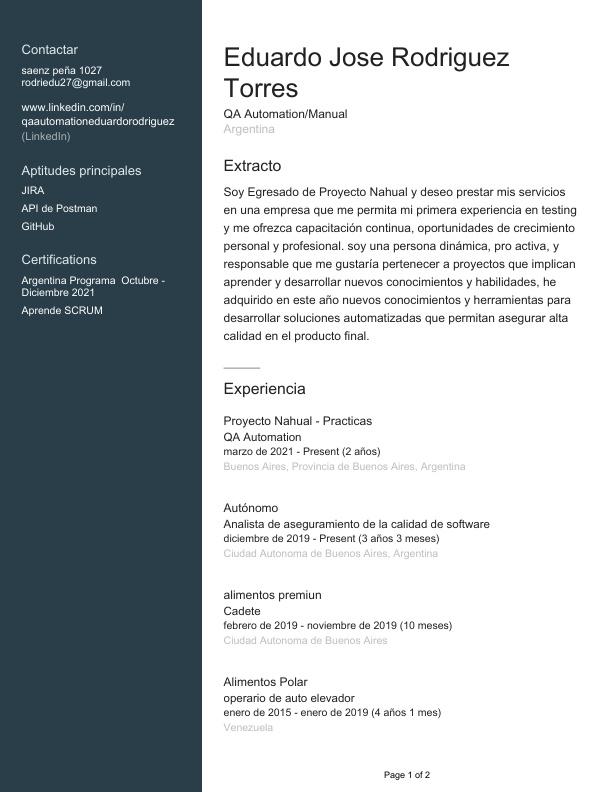 Contactar
saenz peña 1027
rodriedu27@gmail.com
www.linkedin.com/in/
qaautomationeduardorodriguez
(LinkedIn)
Aptitudes principales
JIRA
API de Postman
GitHub
Certifications
Argentina Programa  Octubre -
Diciembre 2021
Aprende SCRUM
Eduardo Jose Rodriguez
Torres
QA Automation/Manual
Argentina
Extracto
Soy Egresado de Proyecto Nahual y deseo prestar mis servicios
en una empresa que me permita mi primera experiencia en testing
y me ofrezca capacitación continua, oportunidades de crecimiento
personal y profesional. soy una persona dinámica, pro activa, y
responsable que me gustaría pertenecer a proyectos que implican
aprender y desarrollar nuevos conocimientos y habilidades, he
adquirido en este año nuevos conocimientos y herramientas para
desarrollar soluciones automatizadas que permitan asegurar alta
calidad en el producto final.
Experiencia
Proyecto Nahual - Practicas
QA Automation
marzo de 2021 - Present (2 años)
Buenos Aires, Provincia de Buenos Aires, Argentina
Autónomo
Analista de aseguramiento de la calidad de software
diciembre de 2019 - Present (3 años 3 meses)
Ciudad Autonoma de Buenos Aires, Argentina
alimentos premiun
Cadete
febrero de 2019 - noviembre de 2019 (10 meses)
Ciudad Autonoma de Buenos Aires
Alimentos Polar
operario de auto elevador
enero de 2015 - enero de 2019 (4 años 1 mes)
Venezuela
Page 1 of 2